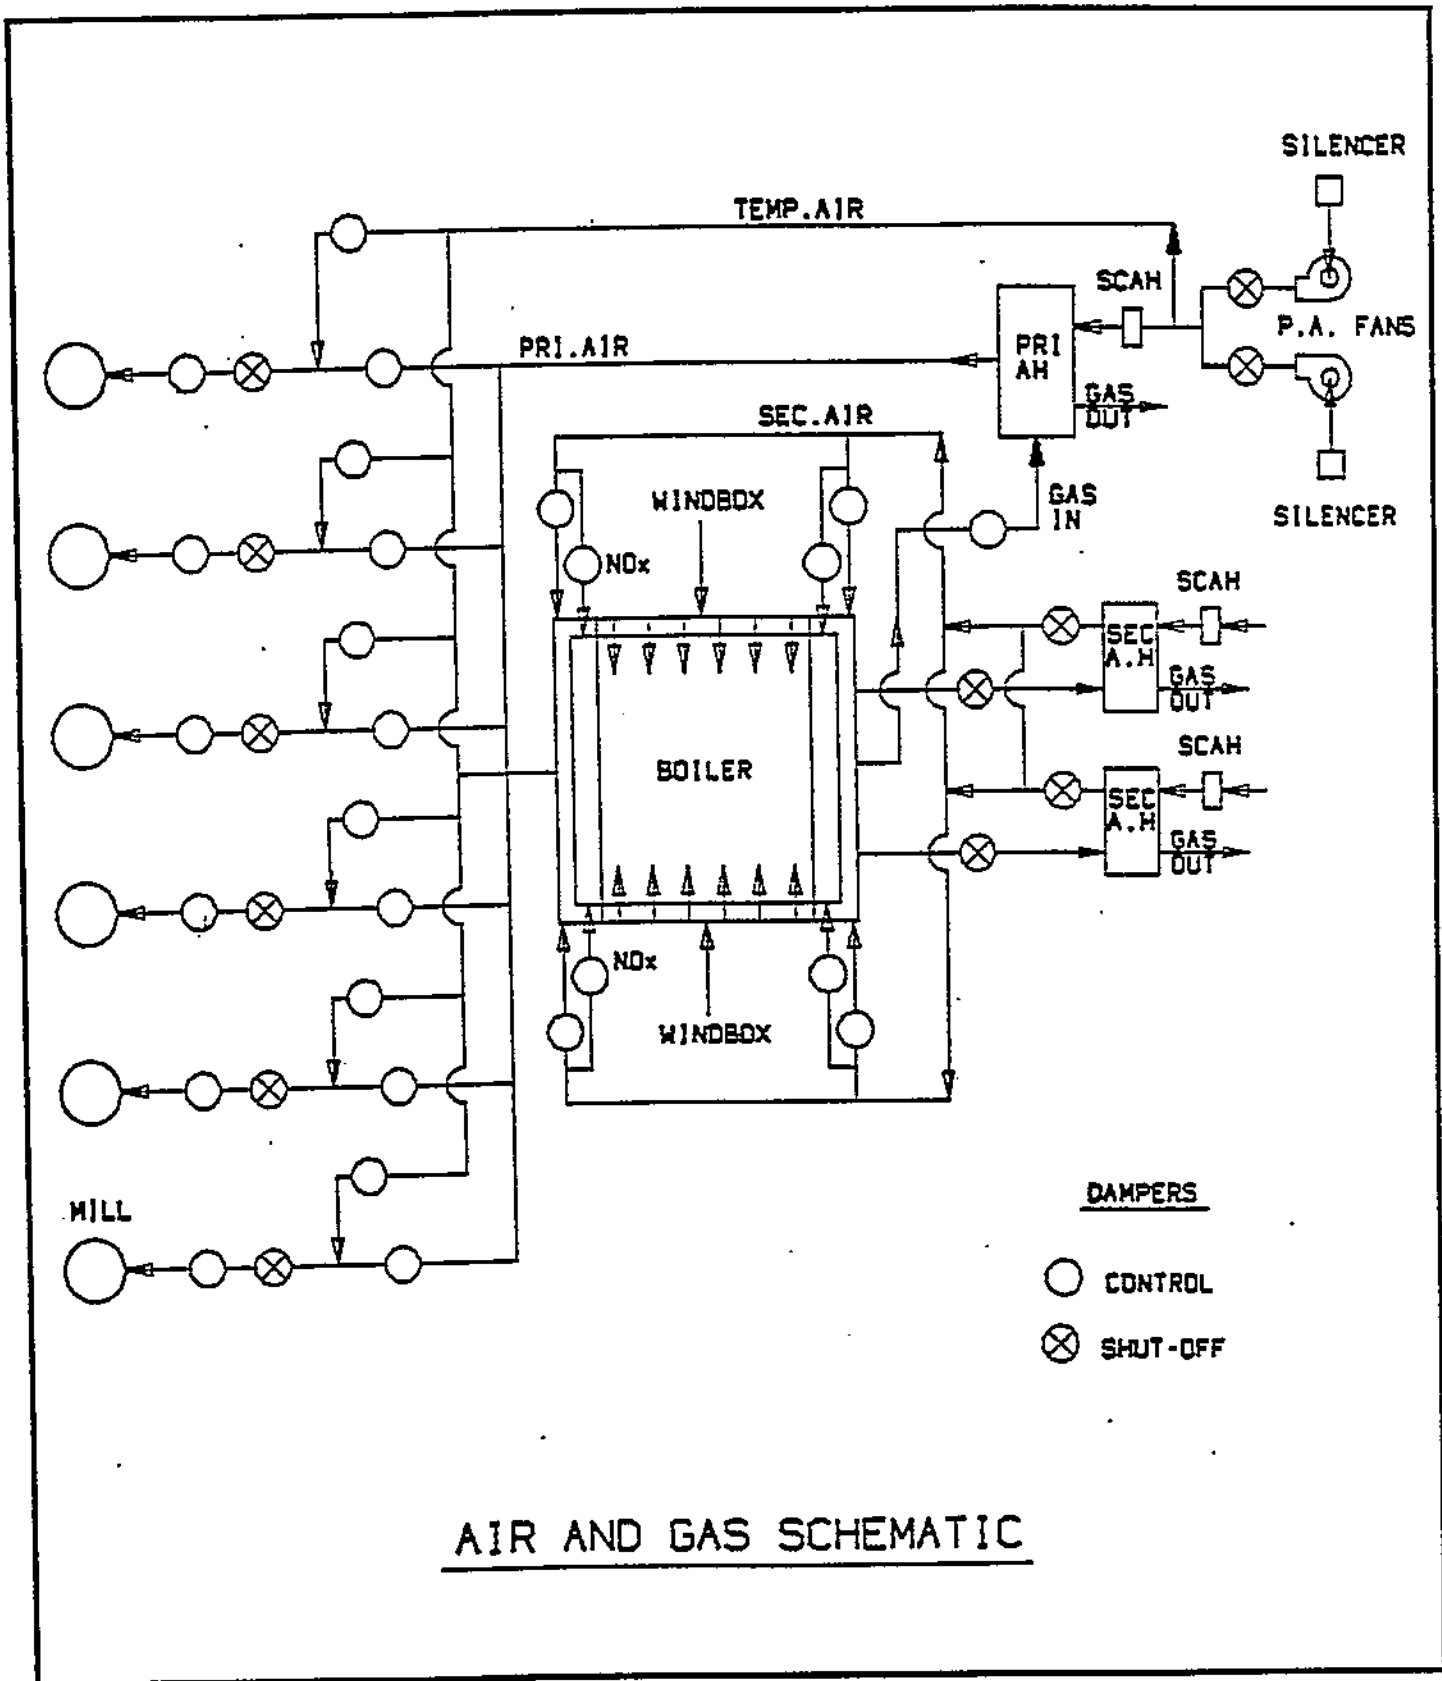 SILENCER
TEMP.AIR
SCAH
P.A. FANS
PRI.AIR
PRI
AH
GAS
OUT
SEC.AIR
WINDBOX
GAS
IN
SILENCER
NOx
SCAH
SEC
A.H
GAS
OUT
SCAH
BOILER
SEC
A.H
GAS
OUT
NOx
WINDBOX
MILL
DAMPERS
CONTROL
SHUT-OFF
AIR AND GAS SCHEMATIC